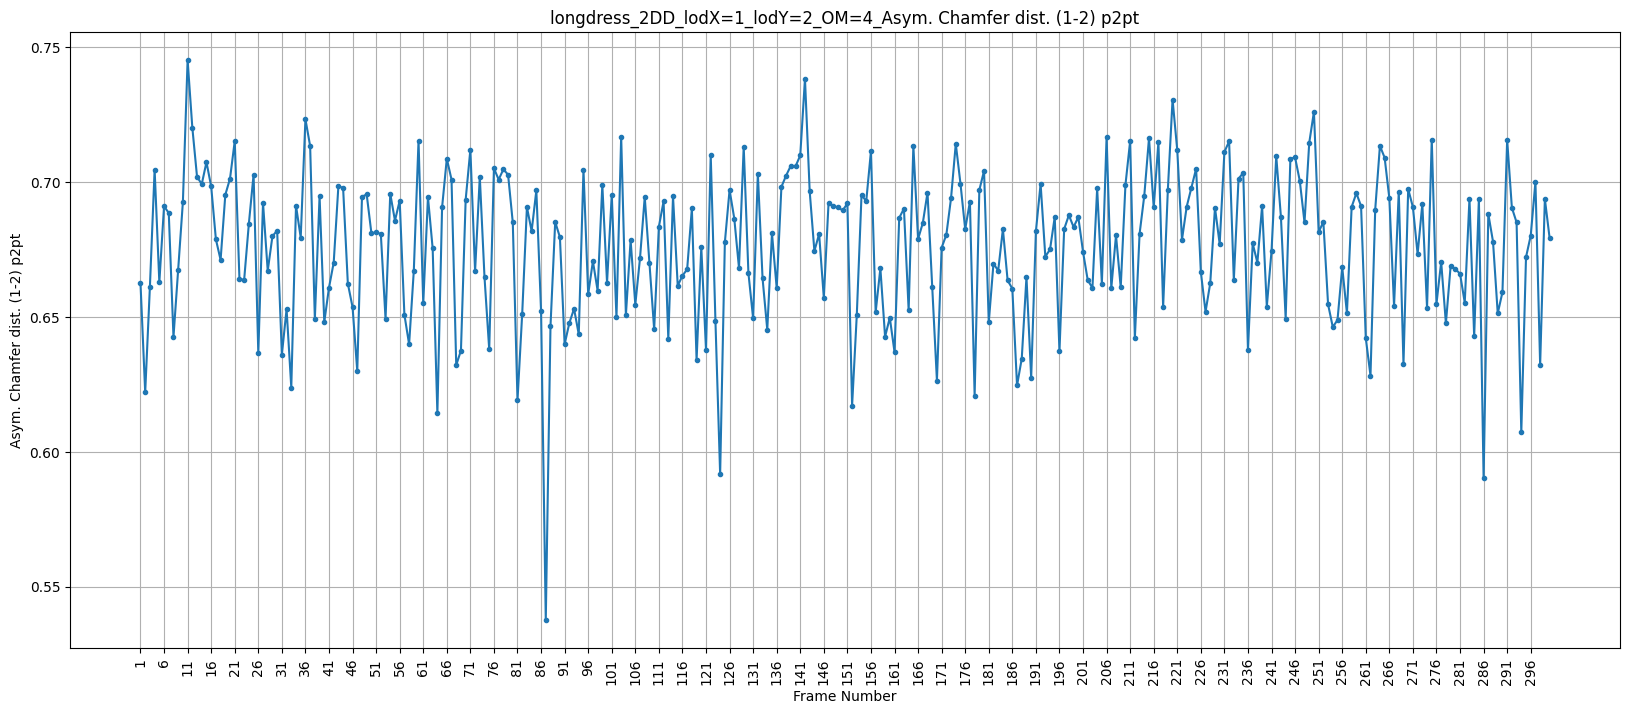 longdress_2DD_lodX=1_lodY=2_OM=4_Asym. Chamfer dist. (1-2) p2pt
Asym. Chamfer dist. (1-2) p2pt
0.75
0.70
0.65
0.60
0.55
1 6 11 16 21 26 31 36 41 46 51 56 61 66 71 76 81 86 91 96 101 106 111 116 121 126 131 136 141 146 151 156 161 166 171 176 181 186 191 196 201 206 211 216 221 226 231 236 241 246 251 256 261 266 271 276 281 286 291 296
Frame Number